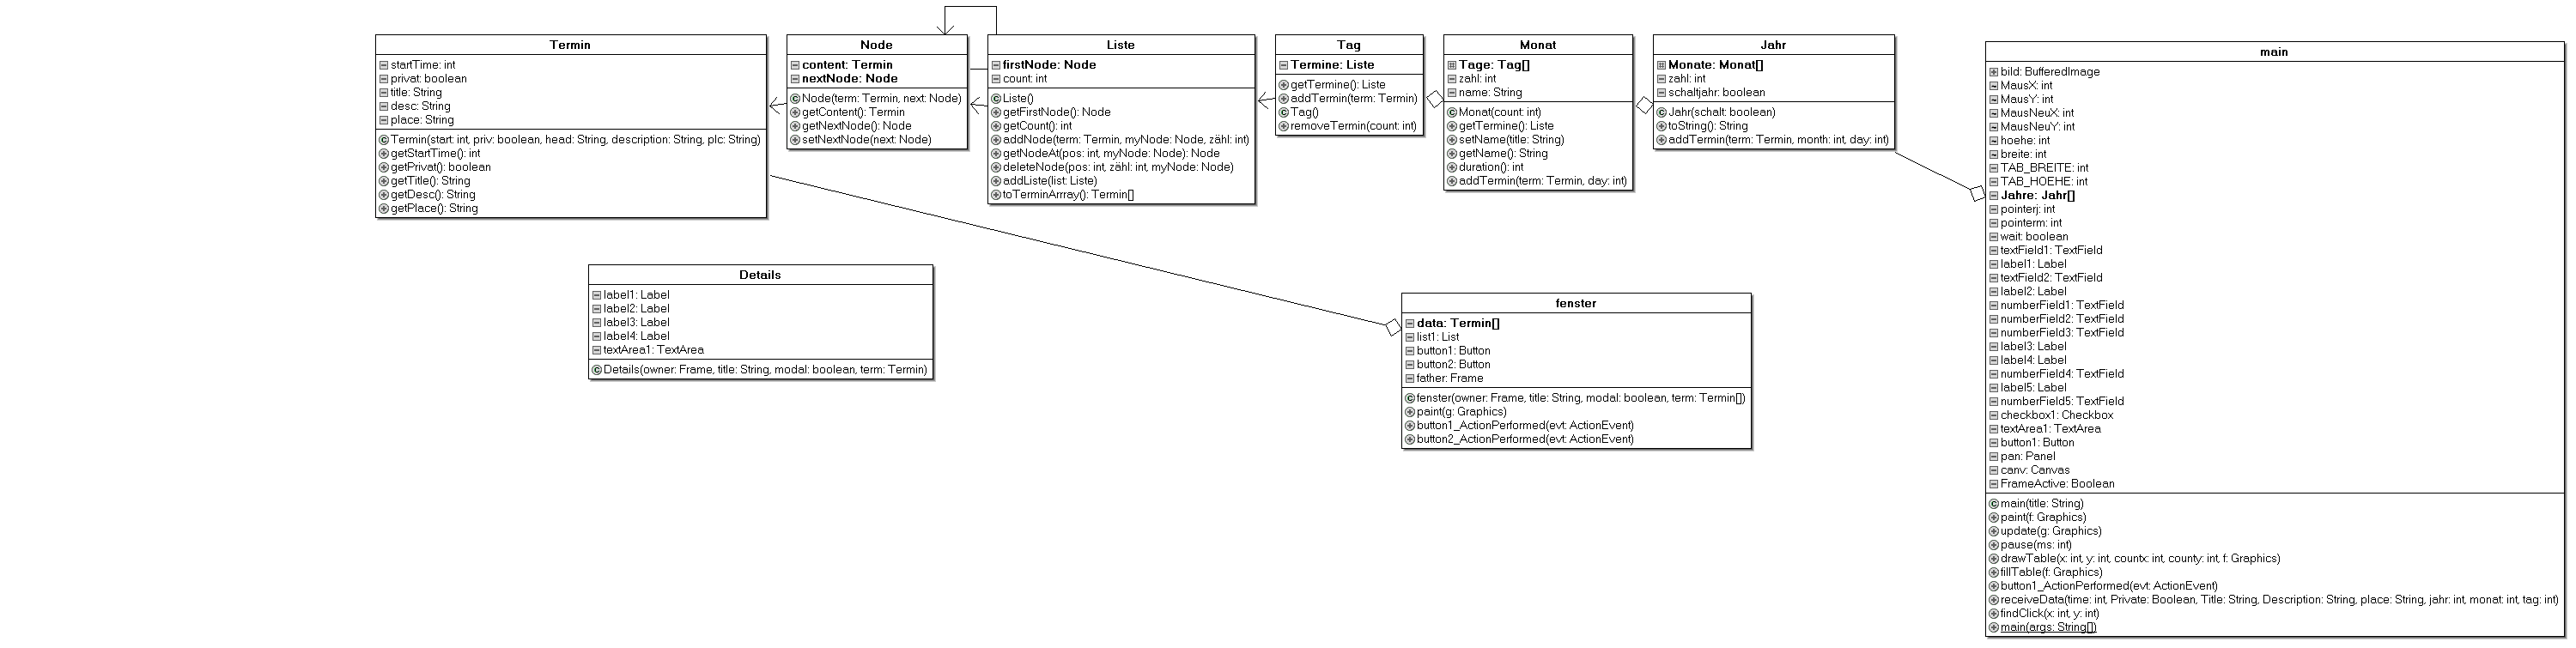 Termin
startTime: int
privat: boolean
title: String
desc: String
place: String
Termin(start: int, priv: boolean, head: String, description: String, plc: String)
getStartTime(): int
getPrivat(): boolean
getTitle(): String
getDesc(): String
getPlace(): String
Node
content: Termin
nextNode: Node
Node(term: Termin, next: Node)
getContent(): Termin
getNextNode(): Node
setNextNode(next: Node)
Liste
firstNode: Node
count: int
Liste()
getFirstNode(): Node
getCount(): int
addNode(term: Termin, myNode: Node, zähl: int)
getNodeAt(pos: int, myNode: Node): Node
deleteNode(pos: int, zähl: int, myNode: Node)
addListe(list: Liste)
toTerminArrray(): Termin[]
Tag
Termine: Liste
getTermine(): Liste
addTermin(term: Termin)
Tag()
removeTermin(count: int)
Monat
Tage: Tag[]
zahl: int
name: String
Monat(count: int)
getTermine(): Liste
setName(title: String)
getName(): String
duration(): int
addTermin(term: Termin, day: int)
Jahr
Monate: Monat[]
zahl: int
schaltjahr: boolean
Jahr(schalt: boolean)
toString(): String
addTermin(term: Termin, month: int, day: int)
main
bild: BufferedImage
MausX: int
MausY: int
MausNeuX: int
MausNeuY: int
hoehe: int
breite: int
TAB_BREITE: int
TAB_HOEHE: int
Jahre: Jahr[]
pointerj: int
pointerm: int
wait: boolean
textField1: TextField
label1: Label
textField2: TextField
label2: Label
numberField1: TextField
numberField2: TextField
numberField3: TextField
label3: Label
label4: Label
numberField4: TextField
label5: Label
numberField5: TextField
checkbox1: Checkbox
textArea1: TextArea
button1: Button
pan: Panel
canv: Canvas
FrameActive: Boolean
main(title: String)
paint(f: Graphics)
update(g: Graphics)
pause(ms: int)
drawTable(x: int, y: int, countx: int, county: int, f: Graphics)
fillTable(f: Graphics)
button1_ActionPerformed(evt: ActionEvent)
receiveData(time: int, Private: Boolean, Title: String, Description: String, place: String, jahr: int, monat: int, tag: int)
findClick(x: int, y: int)
main(args: String[])
Details
label1: Label
label2: Label
label3: Label
label4: Label
textArea1: TextArea
Details(owner: Frame, title: String, modal: boolean, term: Termin)
fenster
data: Termin[]
list1: List
button1: Button
button2: Button
father: Frame
fenster(owner: Frame, title: String, modal: boolean, term: Termin[])
paint(g: Graphics)
button1_ActionPerformed(evt: ActionEvent)
button2_ActionPerformed(evt: ActionEvent)